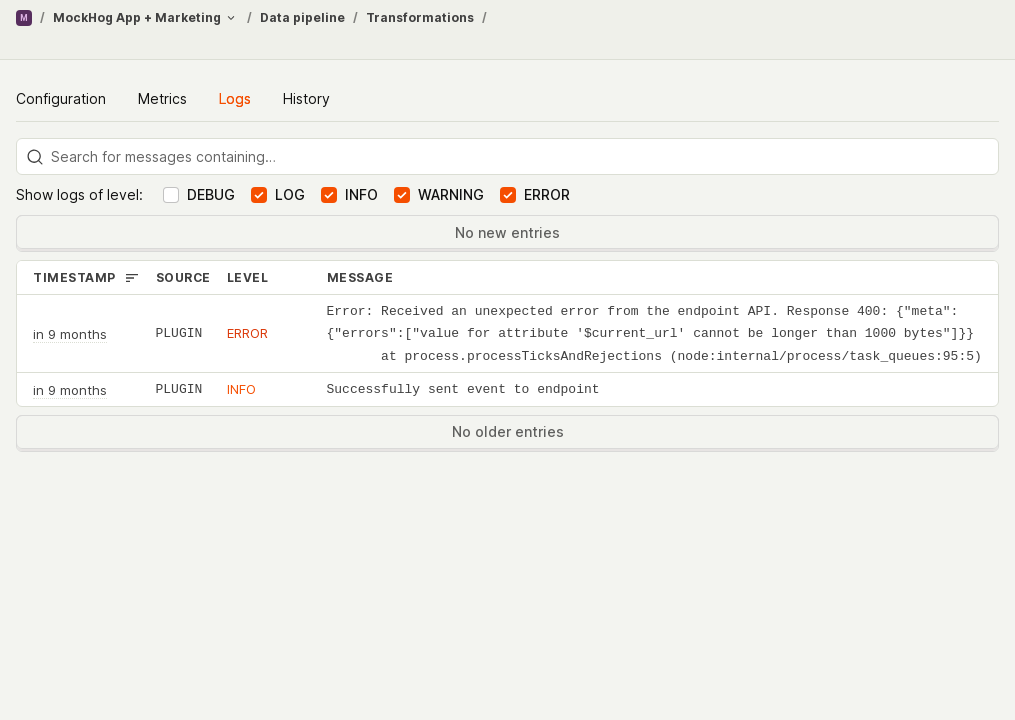 M / MockHog App + Marketing / Data pipeline / Transformations /
Configuration Metrics Logs History
Search for messages containing…
Show logs of level: DEBUG LOG INFO WARNING ERROR
No new entries
TIMESTAMP SOURCE LEVEL MESSAGE
in 9 months PLUGIN ERROR Error: Received an unexpected error from the endpoint API. Response 400: {"meta":
{"errors":["value for attribute '$current_url' cannot be longer than 1000 bytes"]}}
at process.processTicksAndRejections (node:internal/process/task_queues:95:5)
in 9 months PLUGIN INFO Successfully sent event to endpoint
No older entries